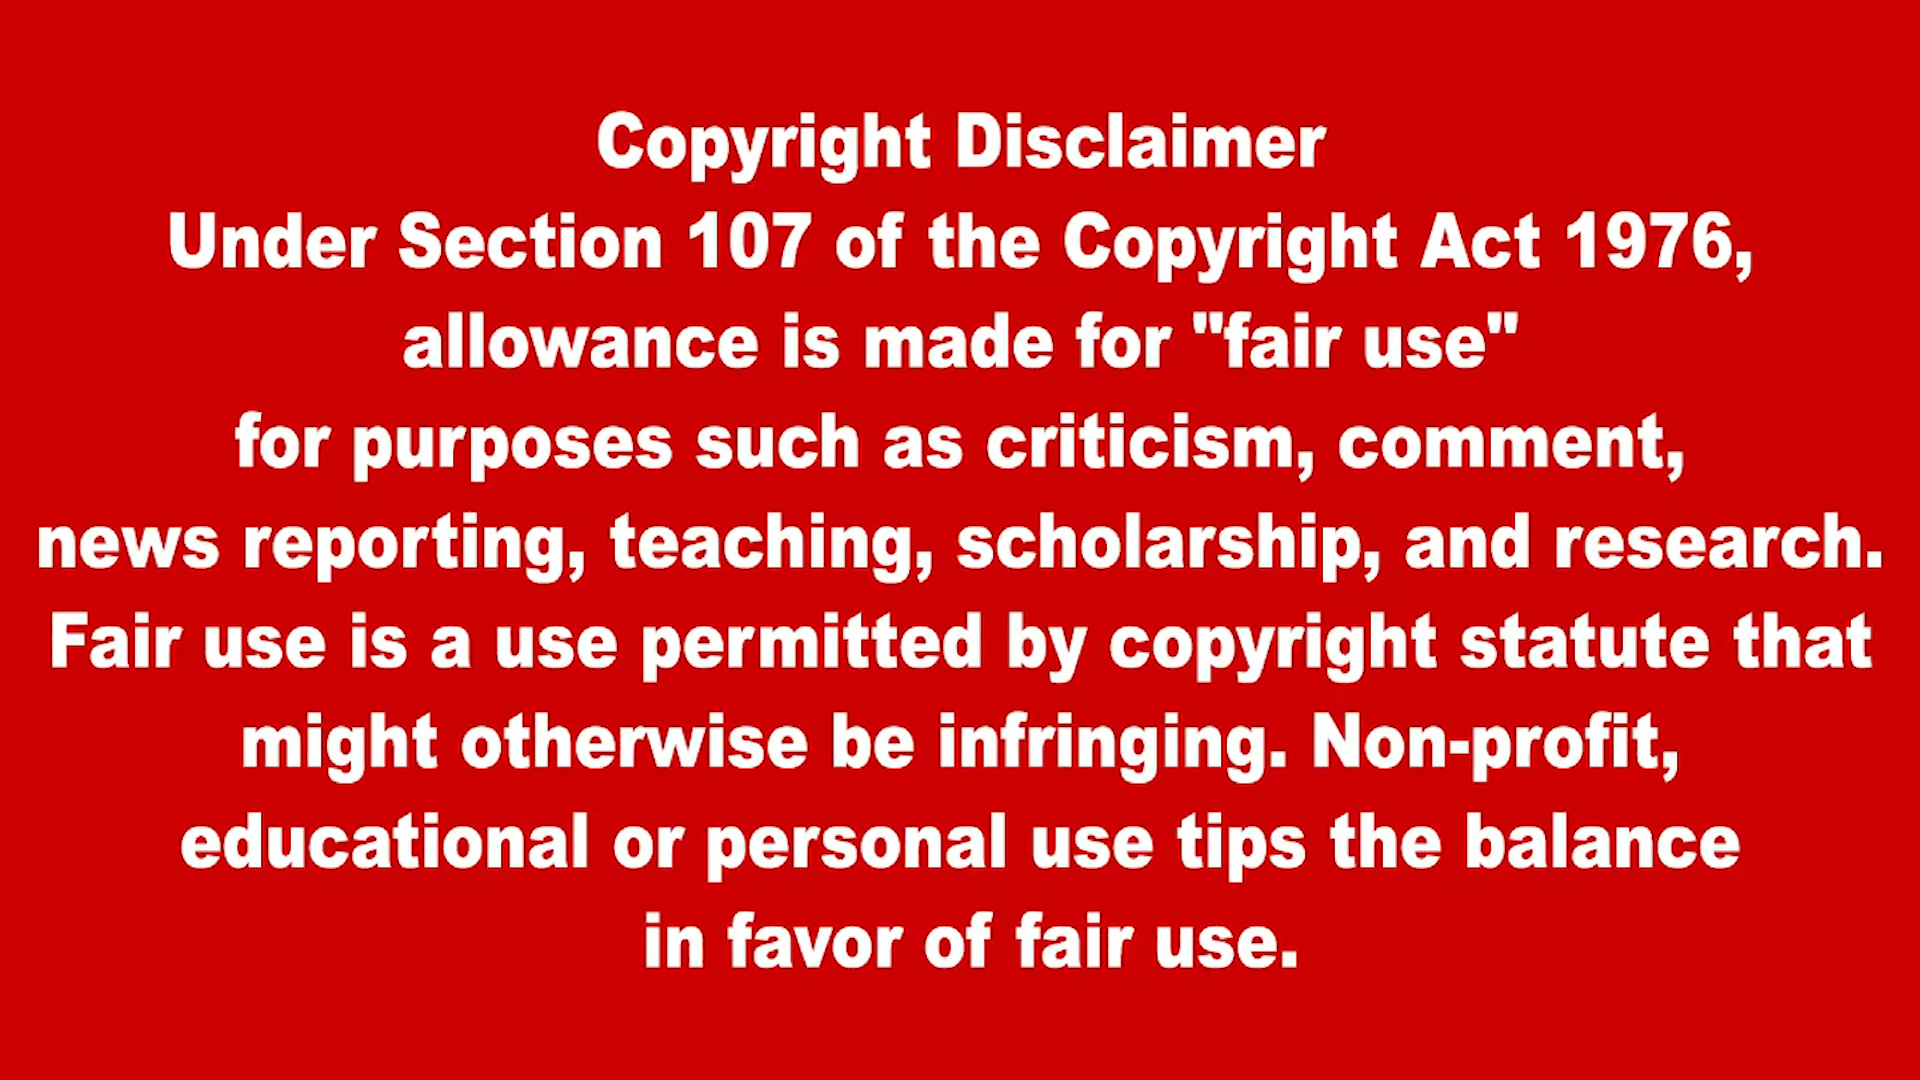 Copyright Disclaimer
Under Section 107 of the Copyright Act 1976,
allowance is made for "fair use"
for purposes such as criticism, comment,
news reporting, teaching, scholarship, and research.
Fair use is a use permitted by copyright statute that
might otherwise be infringing. Non-profit,
educational or personal use tips the balance
in favor of fair use.